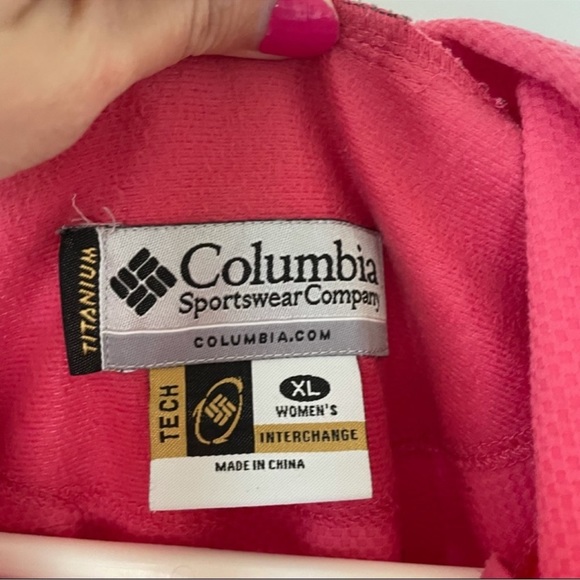 TITANIUM
Columbia
Sportswear Company
COLUMBIA.COM
TECH
XL
WOMEN'S
INTERCHANGE
MADE IN CHINA